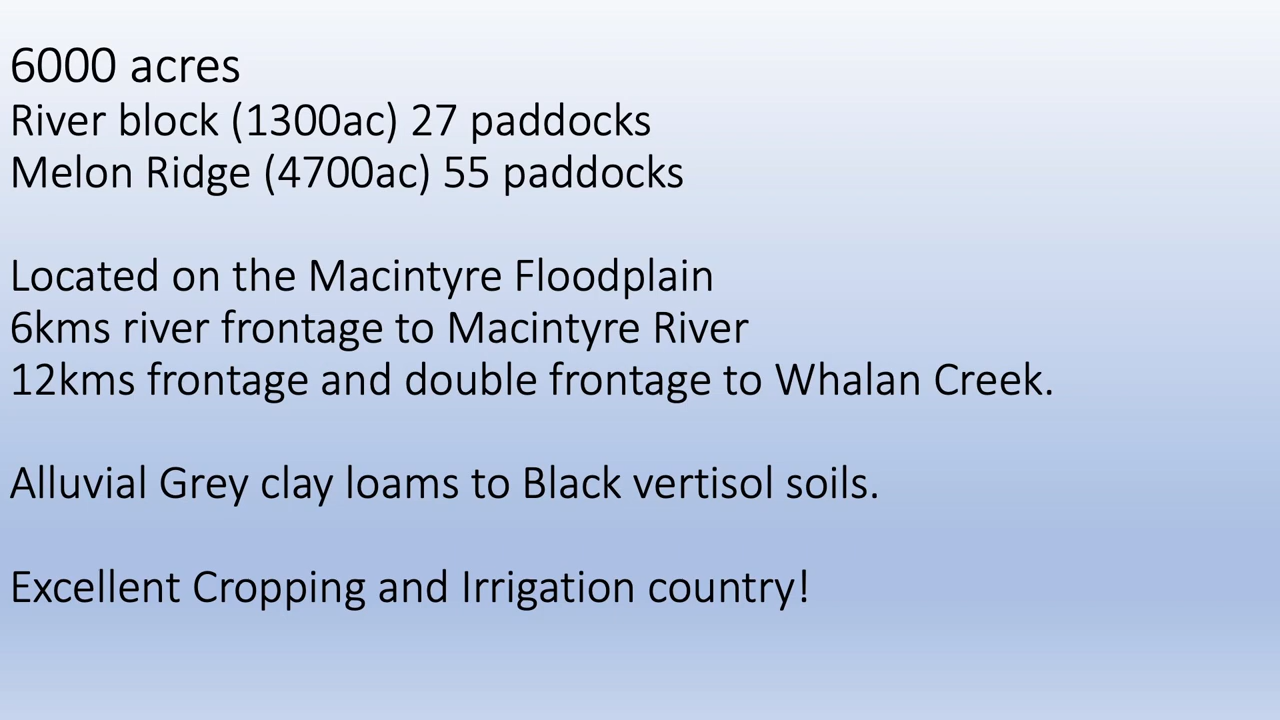 6000 acres
River block (1300ac) 27 paddocks
Melon Ridge (4700ac) 55 paddocks
Located on the Macintyre Floodplain
6kms river frontage to Macintyre River
12kms frontage and double frontage to Whalan Creek.
Alluvial Grey clay loams to Black vertisol soils.
Excellent Cropping and Irrigation country!